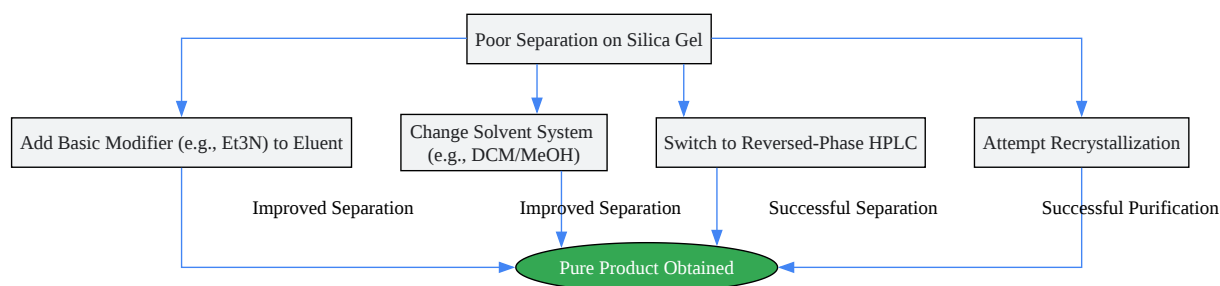 Poor Separation on Silica Gel
Add Basic Modifier (e.g., Et3N) to Eluent
Change Solvent System
(e.g., DCM/MeOH)
Switch to Reversed-Phase HPLC
Attempt Recrystallization
Improved Separation
Improved Separation
Successful Separation
Successful Purification
Pure Product Obtained